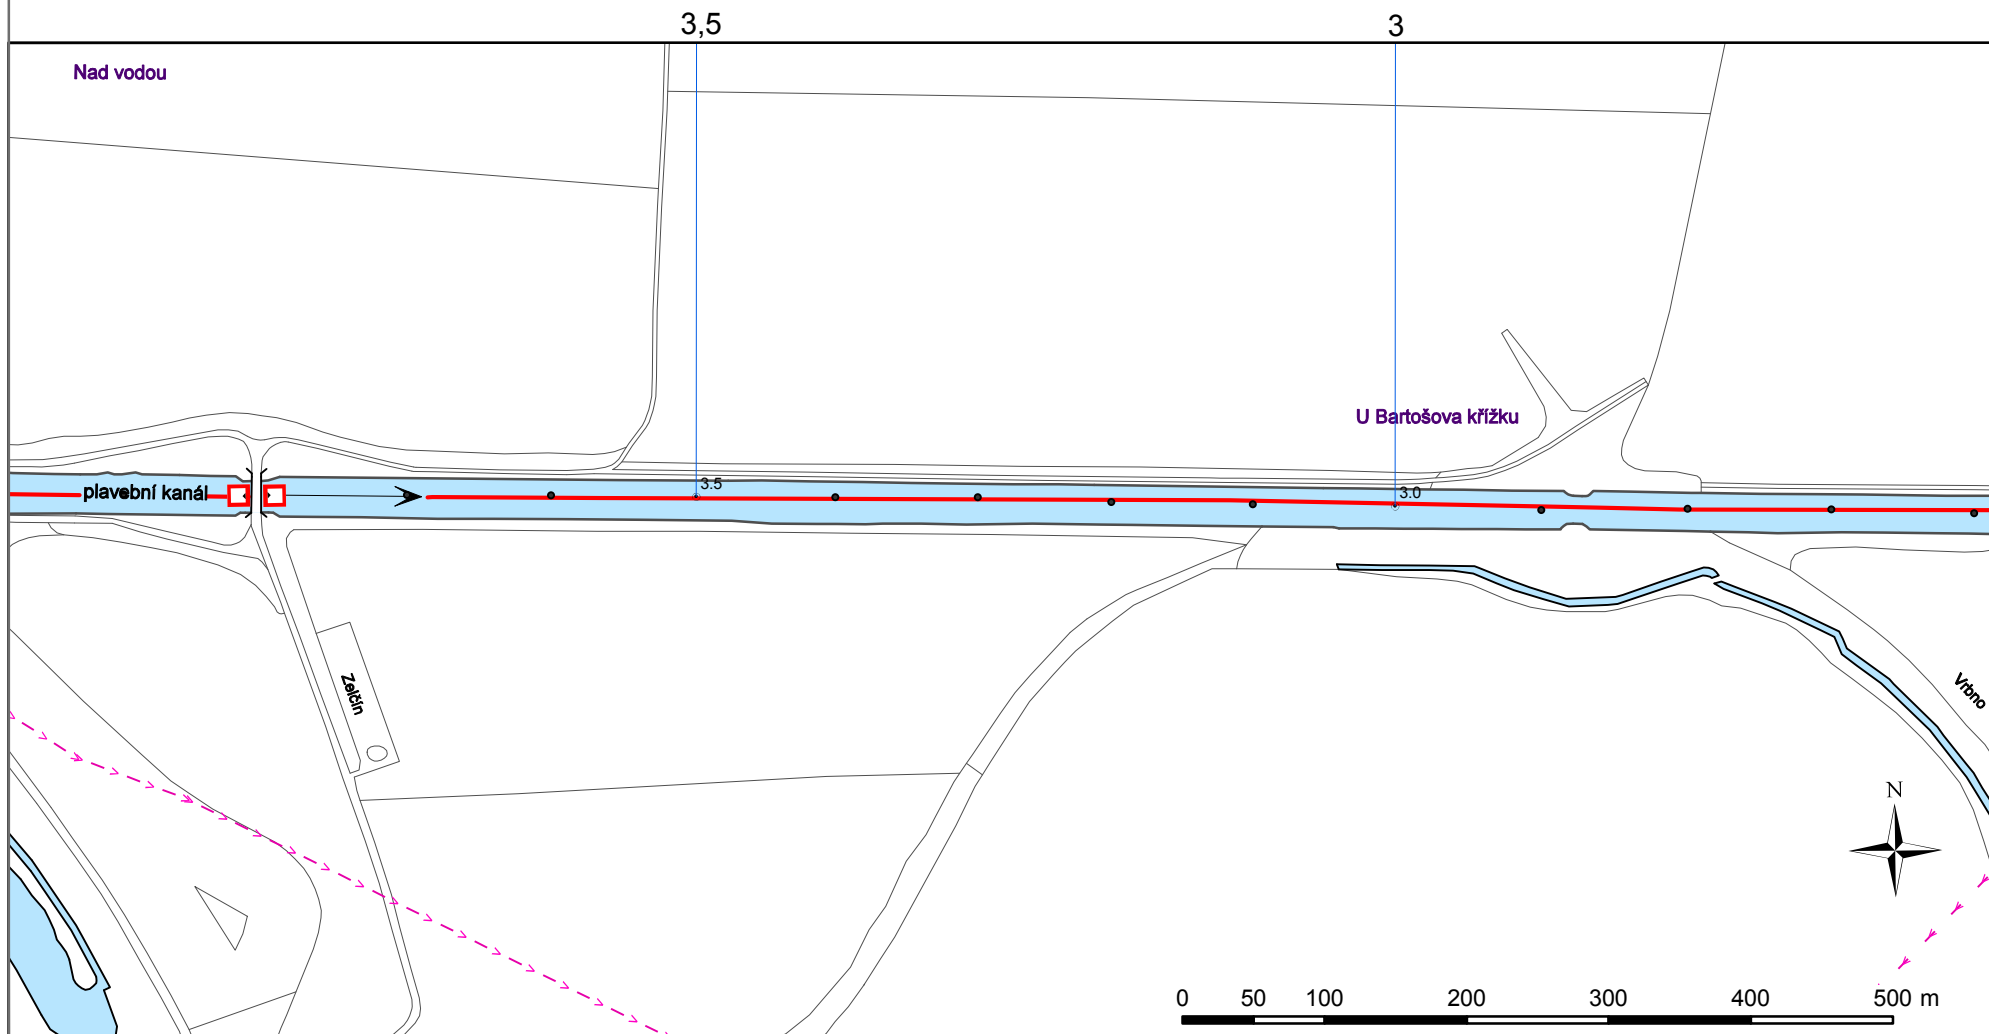 3,5
3
Nad vodou
U Bartošova křížku
3.5
plavební kanál
3.0
Zelčín
Vrbno
N
0 50 100 200 300 400 500 m